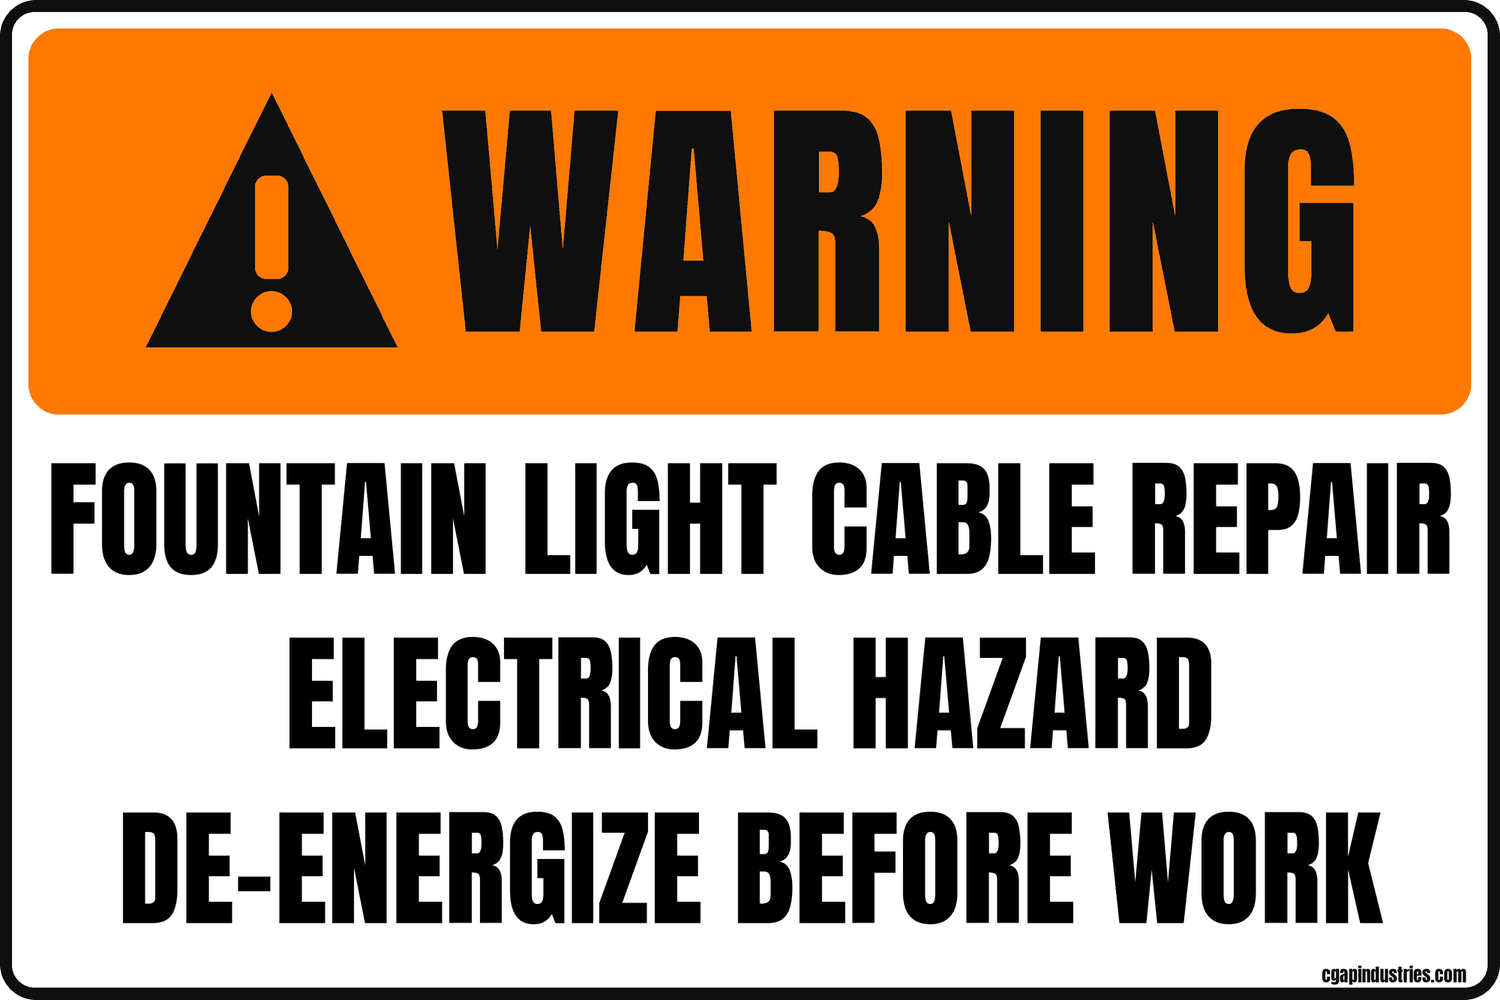 WARNING
FOUNTAIN LIGHT CABLE REPAIR
ELECTRICAL HAZARD
DE-ENERGIZE BEFORE WORK
cgapindustries.com